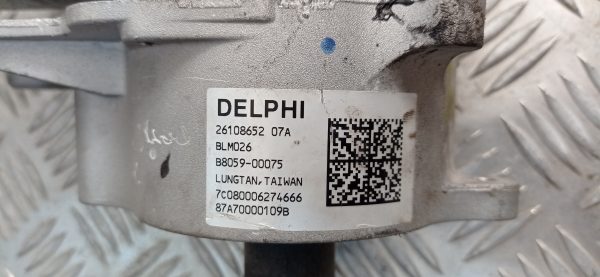 DELPHI
26108652 07A
BLM026
B8059-00075
LUNGTAN, TAIWAN
7C080006274666
87A70000109B